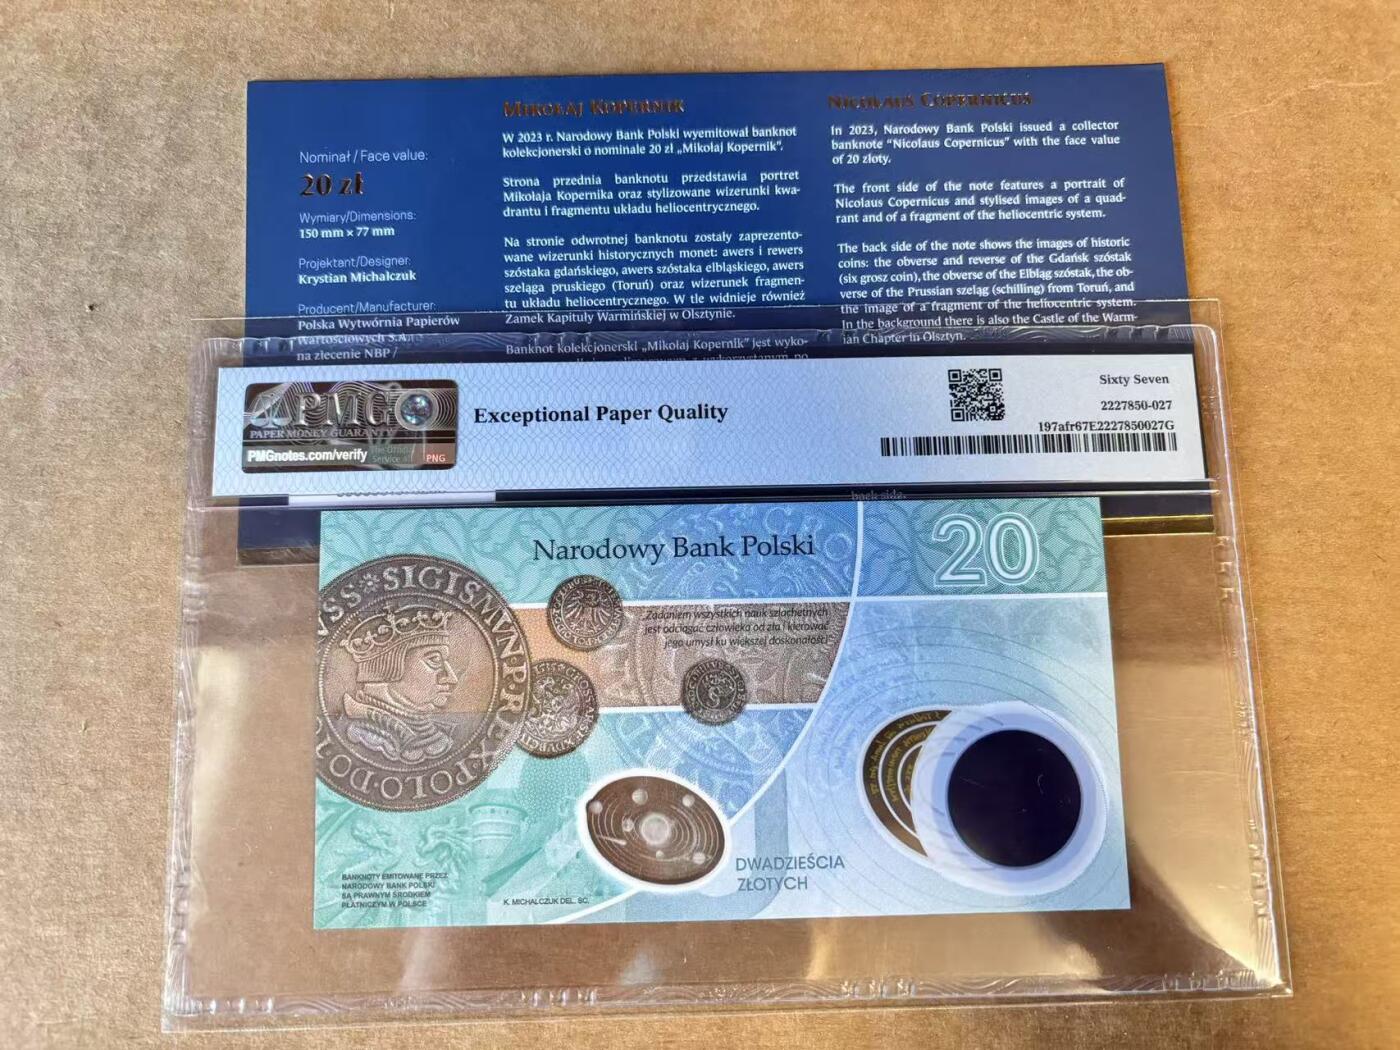 Nominał / Face value:
20 zł
Wymiary/Dimensions:
150 mm × 77 mm
Projektant/Designer:
Krystian Michalczuk
Producent/Manufacturer:
Polska Wytwórnia Papierów
Wartościowych S.A.
na zlecenie NBP /
MIKOŁAJ KOPERNIK
W 2023 r. Narodowy Bank Polski wyemitował banknot
kolekcjonerski o nominale 20 zł „Mikołaj Kopernik”.
Strona przednia banknotu przedstawia portret
Mikołaja Kopernika oraz stylizowane wizerunki kwa-
drantu i fragmentu układu heliocentrycznego.
Na stronie odwrotnej banknotu zostały zaprezento-
wane wizerunki historycznych monet: awers i rewers
szóstaka gdańskiego, awers szóstaka elbląskiego, awers
szeląga pruskiego (Toruń) oraz wizerunek fragmen-
tu układu heliocentrycznego. W tle widnieje również
Zamek Kapituły Warmińskiej w Olsztynie.
Banknot kolekcjonerski „Mikołaj Kopernik” jest wyko-
NICOLAUS COPERNICUS
In 2023, Narodowy Bank Polski issued a collector
banknote “Nicolaus Copernicus” with the face value
of 20 złoty.
The front side of the note features a portrait of
Nicolaus Copernicus and stylised images of a quad-
rant and of a fragment of the heliocentric system.
The back side of the note shows the images of historic
coins: the obverse and reverse of the Gdańsk szóstak
(six grosz coin), the obverse of the Elbląg szóstak, the ob-
verse of the Prussian szeląg (schilling) from Toruń, and
the image of a fragment of the heliocentric system.
In the background there is also the Castle of the Warm-
ian Chapter in Olsztyn.
back side.
PMG
PAPER MONEY GUARANTY
PMGnotes.com/verify
The Official
Service
PNG
Exceptional Paper Quality
Sixty Seven
2227850-027
197afr67E2227850027G
Narodowy Bank Polski
20
„Zadaniem wszystkich nauk szlachetnych
jest odciągać człowieka od zła i kierować
jego umysł ku większej doskonałości”
SIGISMVN·P·REX·POLO·DO
DWADZIEŚCIA
ZŁOTYCH
BANKNOTY EMITOWANE PRZEZ
NARODOWY BANK POLSKI
SĄ PRAWNYM ŚRODKIEM
PŁATNICZYM W POLSCE
K. MICHALCZUK DEL. SC.